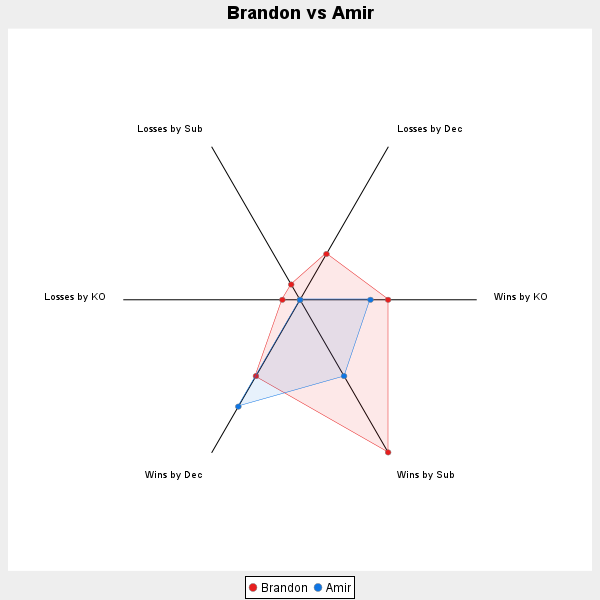 Brandon vs Amir
Losses by Sub
Losses by Dec
Losses by KO
Wins by KO
Wins by Dec
Wins by Sub
Brandon
Amir